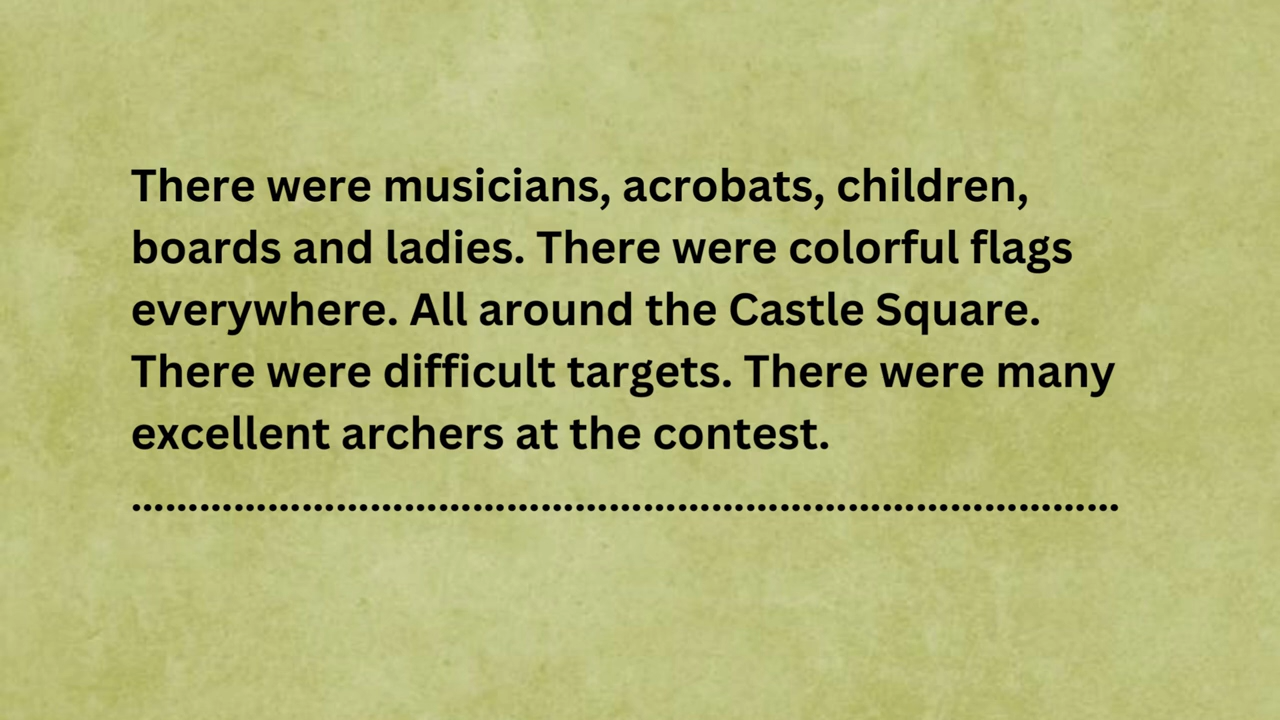 There were musicians, acrobats, children,
boards and ladies. There were colorful flags
everywhere. All around the Castle Square.
There were difficult targets. There were many
excellent archers at the contest.
................................................................................................